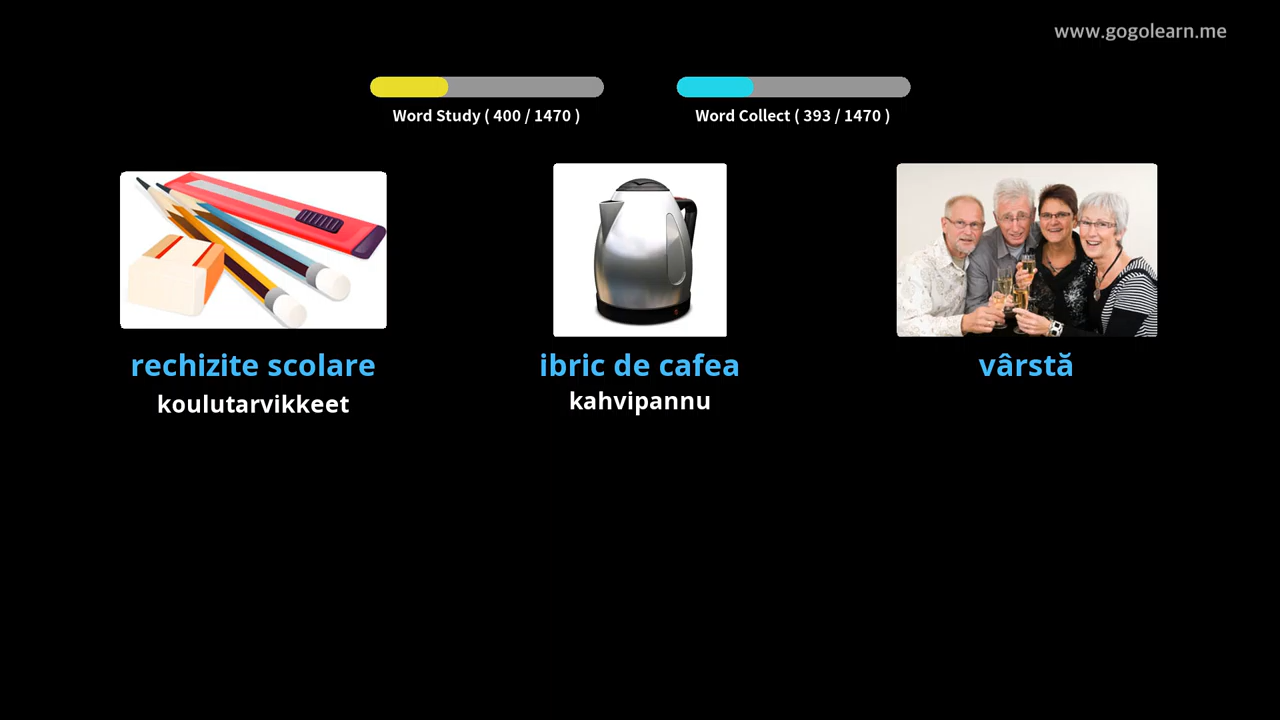 www.gogolearn.me
Word Study ( 400 / 1470 )
Word Collect ( 393 / 1470 )
rechizite scolare
koulutarvikkeet
ibric de cafea
kahvipannu
vârstă